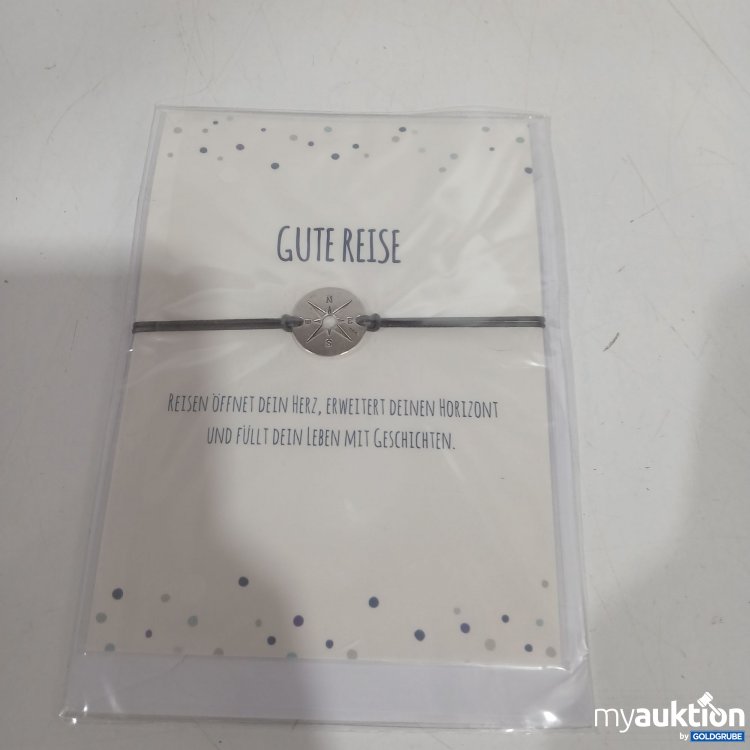 GUTE REISE
N
E
S
REISEN ÖFFNET DEIN HERZ, ERWEITERT DEINEN HORIZONT
UND FÜLLT DEIN LEBEN MIT GESCHICHTEN.
myauktion
by GOLDGRUBE